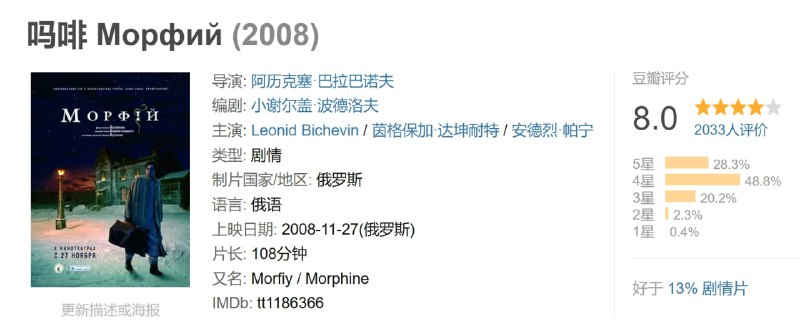 吗啡 Морфий (2008)
МОРФІЙ
В КИНОТЕАТРАХ
С 27 НОЯБРЯ
更新描述或海报
导演: 阿历克塞·巴拉巴诺夫
编剧: 小谢尔盖·波德洛夫
主演: Leonid Bichevin / 茵格保加·达坤耐特 / 安德烈·帕宁
类型: 剧情
制片国家/地区: 俄罗斯
语言: 俄语
上映日期: 2008-11-27(俄罗斯)
片长: 108分钟
又名: Morfiy / Morphine
IMDb: tt1186366
豆瓣评分
8.0
2033人评价
5星 28.3%
4星 48.8%
3星 20.2%
2星 2.3%
1星 0.4%
好于 13% 剧情片